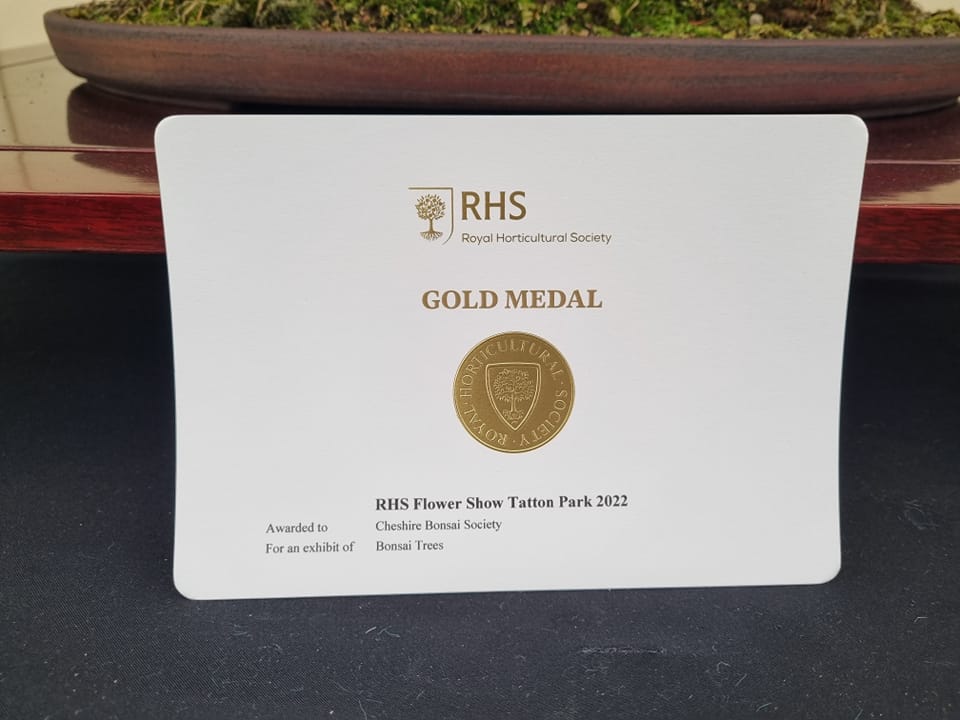 RHS
Royal Horticultural Society
GOLD MEDAL
ROYAL · HORTICULTURAL · SOCIETY ·
RHS Flower Show Tatton Park 2022
Awarded to Cheshire Bonsai Society
For an exhibit of Bonsai Trees